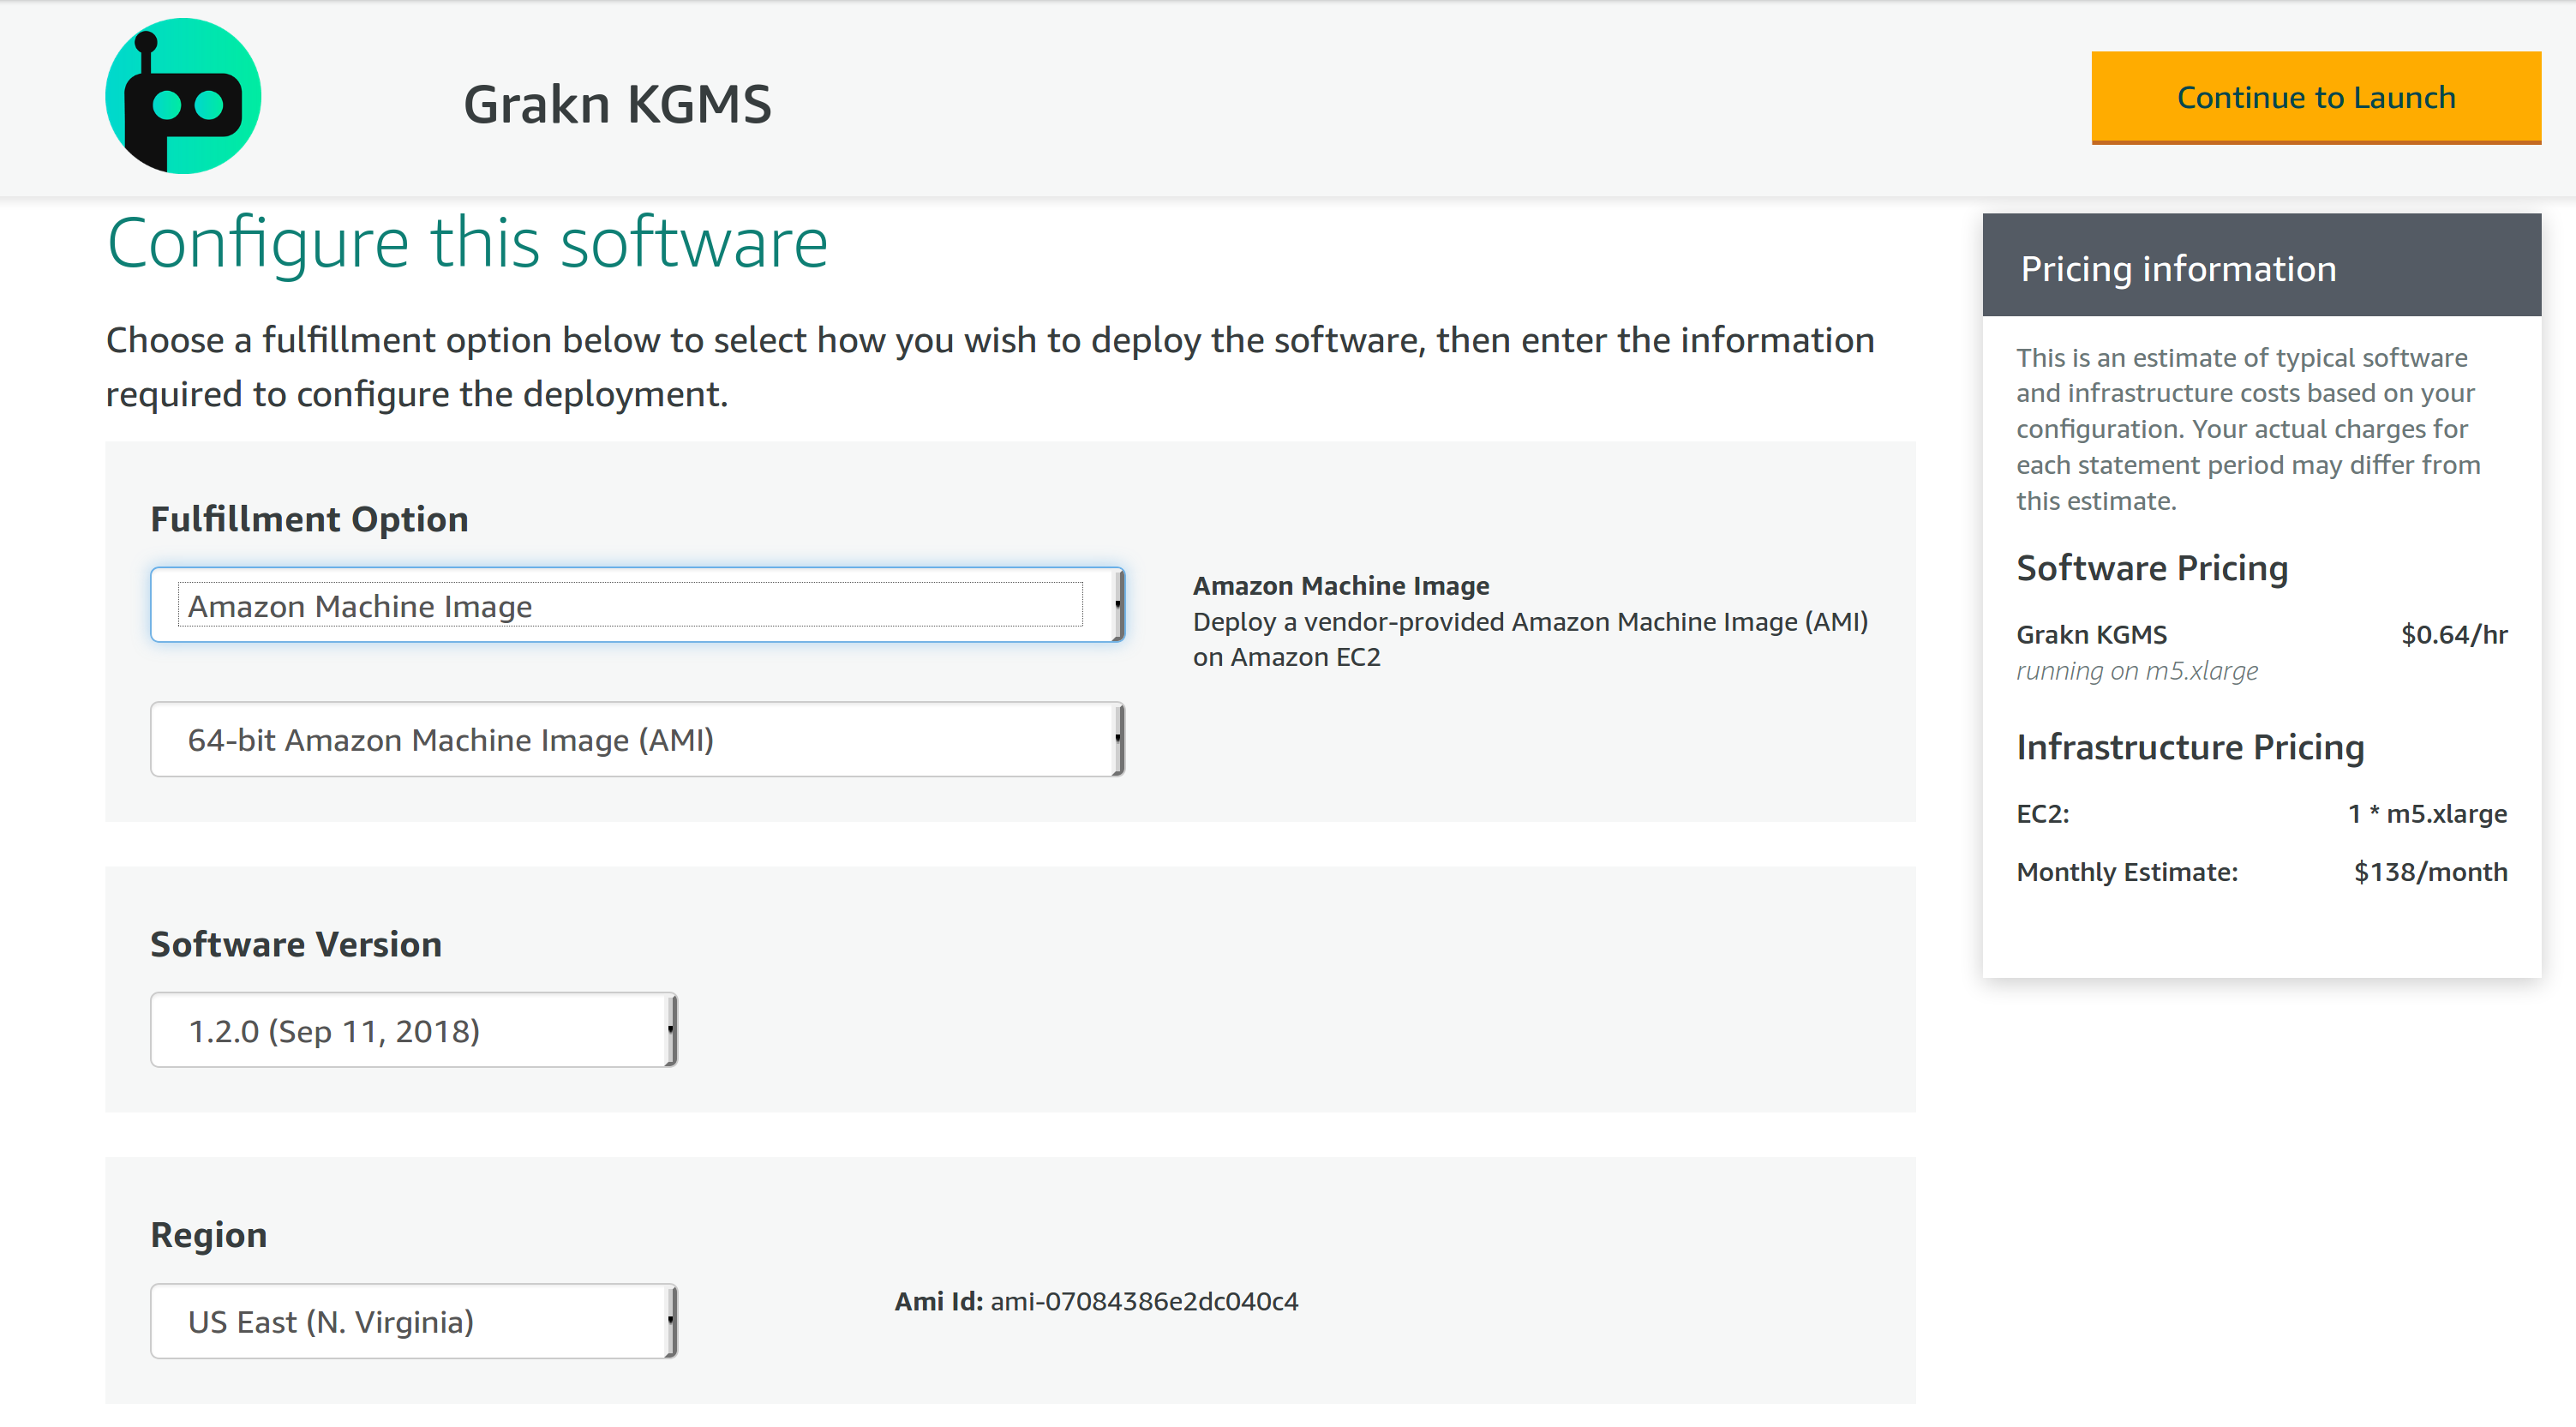 Grakn KGMS
Continue to Launch
Configure this software
Choose a fulfillment option below to select how you wish to deploy the software, then enter the information
required to configure the deployment.
Fulfillment Option
Amazon Machine Image
64-bit Amazon Machine Image (AMI)
Amazon Machine Image
Deploy a vendor-provided Amazon Machine Image (AMI)
on Amazon EC2
Software Version
1.2.0 (Sep 11, 2018)
Region
US East (N. Virginia)
Ami Id: ami-07084386e2dc040c4
Pricing information
This is an estimate of typical software
and infrastructure costs based on your
configuration. Your actual charges for
each statement period may differ from
this estimate.
Software Pricing
Grakn KGMS $0.64/hr
running on m5.xlarge
Infrastructure Pricing
EC2: 1 * m5.xlarge
Monthly Estimate: $138/month